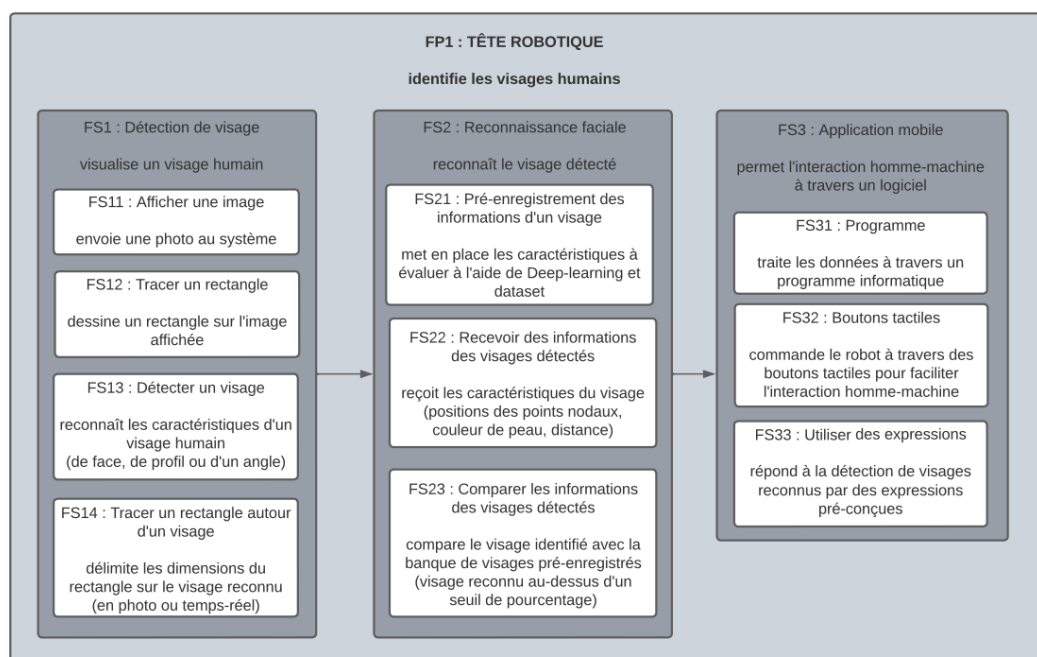 FP1 : TÊTE ROBOTIQUE
identifie les visages humains
FS1 : Détection de visage
visualise un visage humain
FS11 : Afficher une image
envoie une photo au système
FS12 : Tracer un rectangle
dessine un rectangle sur l'image
affichée
FS13 : Détecter un visage
reconnaît les caractéristiques d'un
visage humain
(de face, de profil ou d'un angle)
FS14 : Tracer un rectangle autour
d'un visage
délimite les dimensions du
rectangle sur le visage reconnu
(en photo ou temps-réel)
FS2 : Reconnaissance faciale
reconnaît le visage détecté
FS21 : Pré-enregistrement des
informations d'un visage
met en place les caractéristiques à
évaluer à l'aide de Deep-learning et
dataset
FS22 : Recevoir des informations
des visages détectés
reçoit les caractéristiques du visage
(positions des points nodaux,
couleur de peau, distance)
FS23 : Comparer les informations
des visages détectés
compare le visage identifié avec la
banque de visages pré-enregistrés
(visage reconnu au-dessus d'un
seuil de pourcentage)
FS3 : Application mobile
permet l'interaction homme-machine
à travers un logiciel
FS31 : Programme
traite les données à travers un
programme informatique
FS32 : Boutons tactiles
commande le robot à travers des
boutons tactiles pour faciliter
l'interaction homme-machine
FS33 : Utiliser des expressions
répond à la détection de visages
reconnus par des expressions
pré-conçues